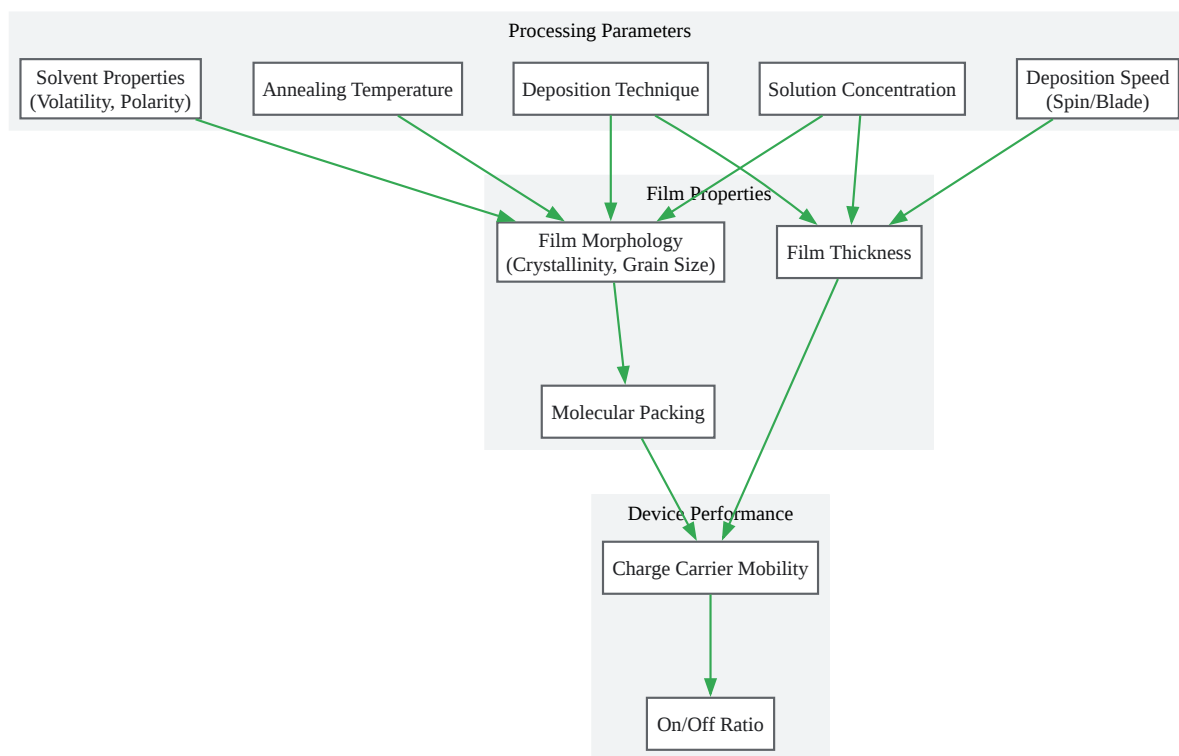 Processing Parameters
Solvent Properties
(Volatility, Polarity)
Annealing Temperature
Deposition Technique
Solution Concentration
Deposition Speed
(Spin/Blade)
Film Properties
Film Morphology
(Crystallinity, Grain Size)
Film Thickness
Molecular Packing
Device Performance
Charge Carrier Mobility
On/Off Ratio